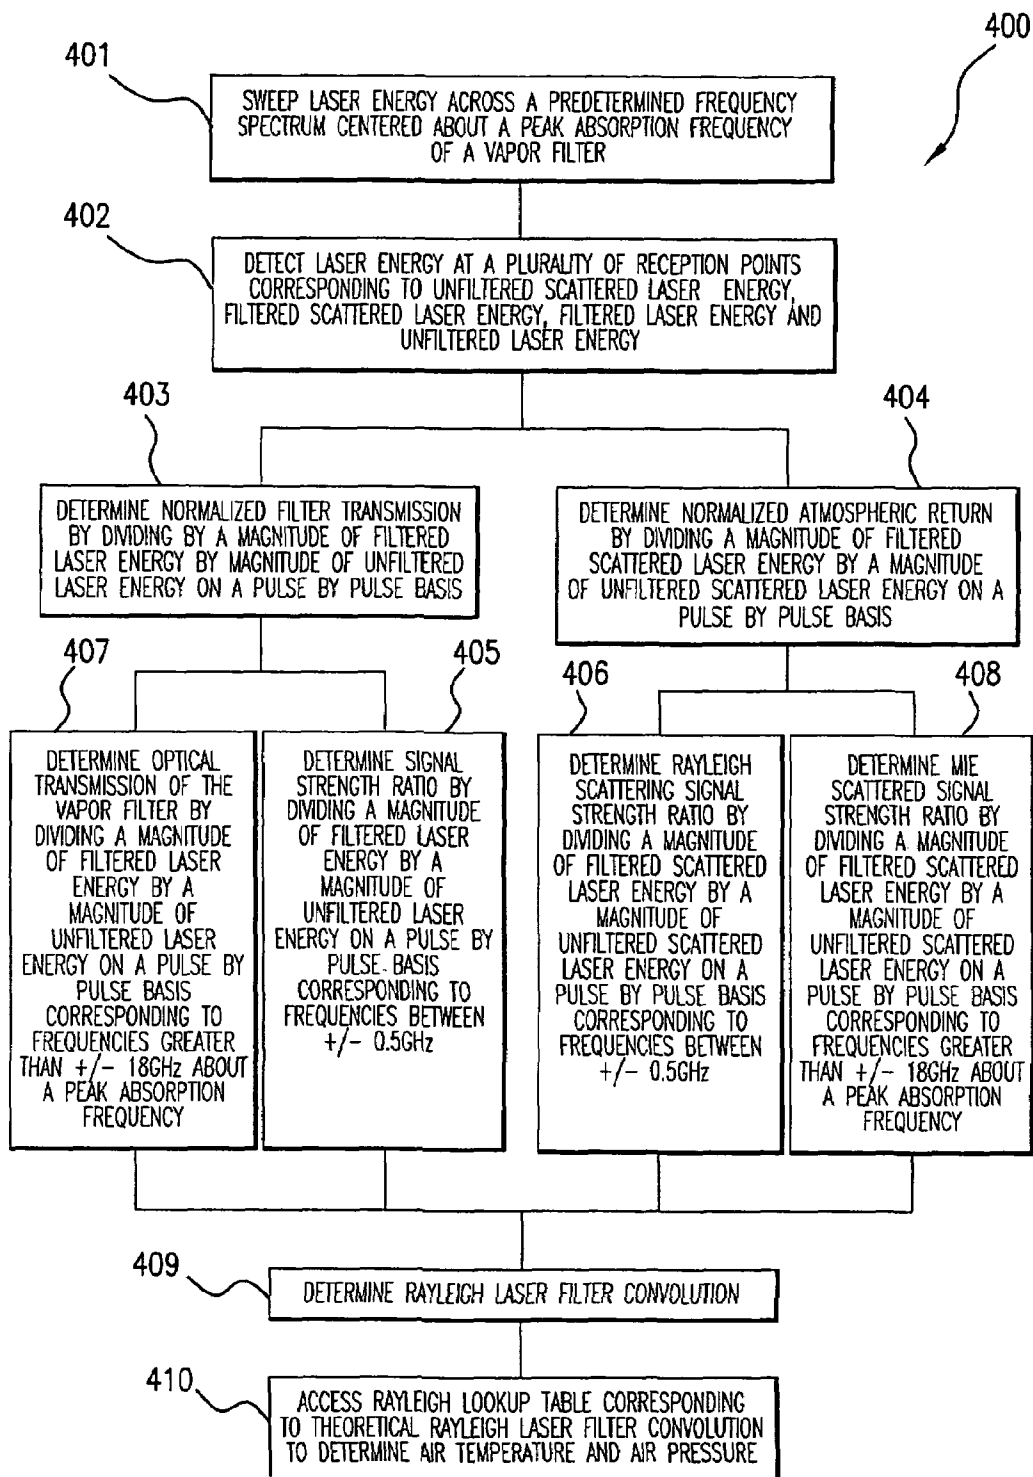 400
401
SWEEP LASER ENERGY ACROSS A PREDETERMINED FREQUENCY
SPECTRUM CENTERED ABOUT A PEAK ABSORPTION FREQUENCY
OF A VAPOR FILTER
402
DETECT LASER ENERGY AT A PLURALITY OF RECEPTION POINTS
CORRESPONDING TO UNFILTERED SCATTERED LASER ENERGY,
FILTERED SCATTERED LASER ENERGY, FILTERED LASER ENERGY AND
UNFILTERED LASER ENERGY
403
DETERMINE NORMALIZED FILTER TRANSMISSION
BY DIVIDING BY A MAGNITUDE OF FILTERED
LASER ENERGY BY MAGNITUDE OF UNFILTERED
LASER ENERGY ON A PULSE BY PULSE BASIS
404
DETERMINE NORMALIZED ATMOSPHERIC RETURN
BY DIVIDING A MAGNITUDE OF FILTERED
SCATTERED LASER ENERGY BY A MAGNITUDE
OF UNFILTERED SCATTERED LASER ENERGY ON A
PULSE BY PULSE BASIS
407
DETERMINE OPTICAL
TRANSMISSION OF THE
VAPOR FILTER BY
DIVIDING A MAGNITUDE
OF FILTERED LASER
ENERGY BY A
MAGNITUDE OF
UNFILTERED LASER
ENERGY ON A PULSE BY
PULSE BASIS
CORRESPONDING TO
FREQUENCIES GREATER
THAN +/- 18GHz ABOUT
A PEAK ABSORPTION
FREQUENCY
405
DETERMINE SIGNAL
STRENGTH RATIO BY
DIVIDING A MAGNITUDE
OF FILTERED LASER
ENERGY BY A
MAGNITUDE OF
UNFILTERED LASER
ENERGY ON A PULSE BY
PULSE BASIS
CORRESPONDING TO
FREQUENCIES BETWEEN
+/- 0.5GHz
406
DETERMINE RAYLEIGH
SCATTERING SIGNAL
STRENGTH RATIO BY
DIVIDING A MAGNITUDE
OF FILTERED SCATTERED
LASER ENERGY BY A
MAGNITUDE OF
UNFILTERED SCATTERED
LASER ENERGY ON A
PULSE BY PULSE BASIS
CORRESPONDING TO
FREQUENCIES BETWEEN
+/- 0.5GHz
408
DETERMINE MIE
SCATTERED SIGNAL
STRENGTH RATIO BY
DIVIDING A MAGNITUDE
OF FILTERED SCATTERED
LASER ENERGY BY A
MAGNITUDE OF
UNFILTERED SCATTERED
LASER ENERGY ON A
PULSE BY PULSE BASIS
CORRESPONDING TO
FREQUENCIES GREATER
THAN +/- 18GHz ABOUT
A PEAK ABSORPTION
FREQUENCY
409
DETERMINE RAYLEIGH LASER FILTER CONVOLUTION
410
ACCESS RAYLEIGH LOOKUP TABLE CORRESPONDING
TO THEORETICAL RAYLEIGH LASER FILTER CONVOLUTION
TO DETERMINE AIR TEMPERATURE AND AIR PRESSURE